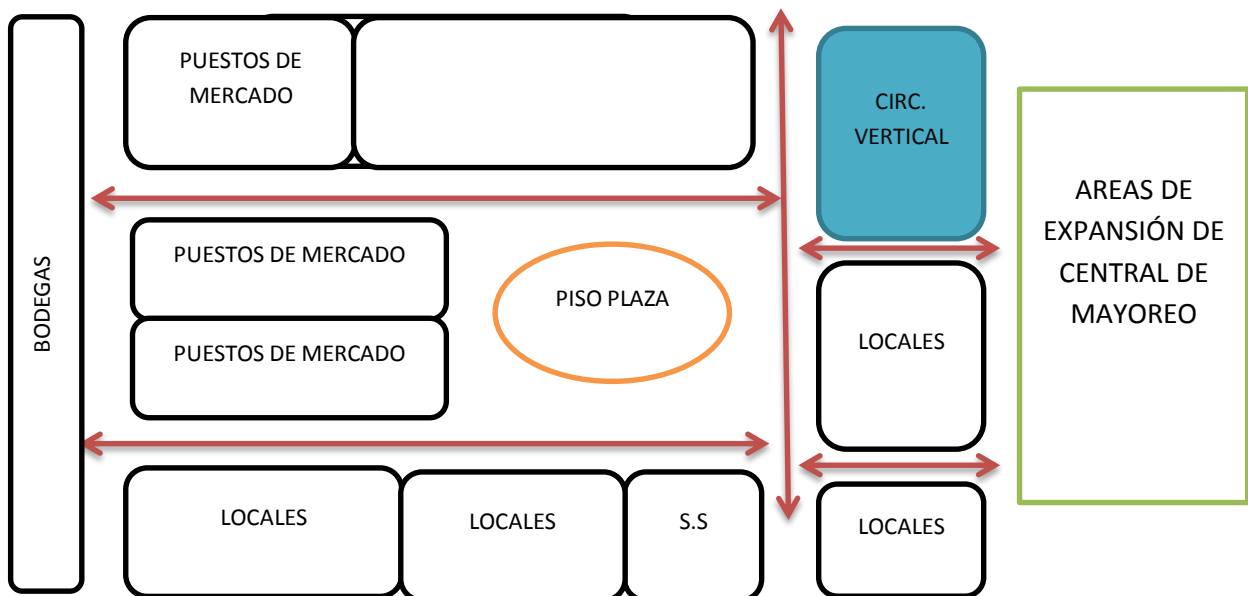 BODEGAS
PUESTOS DE
MERCADO
CIRC.
VERTICAL
AREAS DE
EXPANSIÓN DE
CENTRAL DE
MAYOREO
PUESTOS DE MERCADO
PISO PLAZA
PUESTOS DE MERCADO
LOCALES
LOCALES
LOCALES
S.S
LOCALES